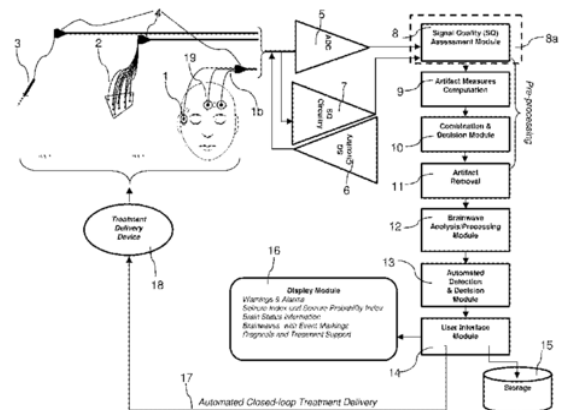 4
5
8
Signal Quality (SQ)
Assessment Module
8a
3
2
ADC
19
7
9
Artifact Measures
Computation
Pre-processing
1
1b
SQ
Circuitry
10
Combination &
Decision Module
6
SQ
Circuitry
11
Artifact
Removal
Treatment
Delivery
Device
18
12
Brainwave
Analysis/Processing
Module
16
13
Automated
Detection
& Decision
Module
Display Module
Warnings & Alarms
Seizure Index and Seizure Probability Index
Brain Status Information
Brainwaves with Event Markings
Diagnosis and Treatment Support
User Interface
Module
14
15
17
Automated Closed-loop Treatment Delivery
Storage